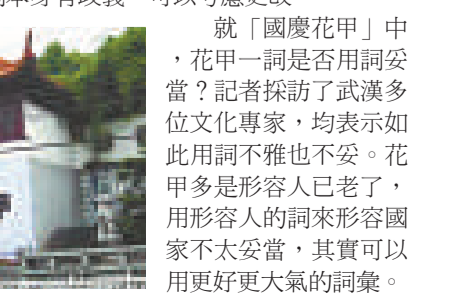 就「國慶花甲」中
，花甲一詞是否用詞妥
當？記者採訪了武漢多
位文化專家，均表示如
此用詞不雅也不妥。花
甲多是形容人已老了，
用形容人的詞來形容國
家不太妥當，其實可以
用更好更大氣的詞彙。